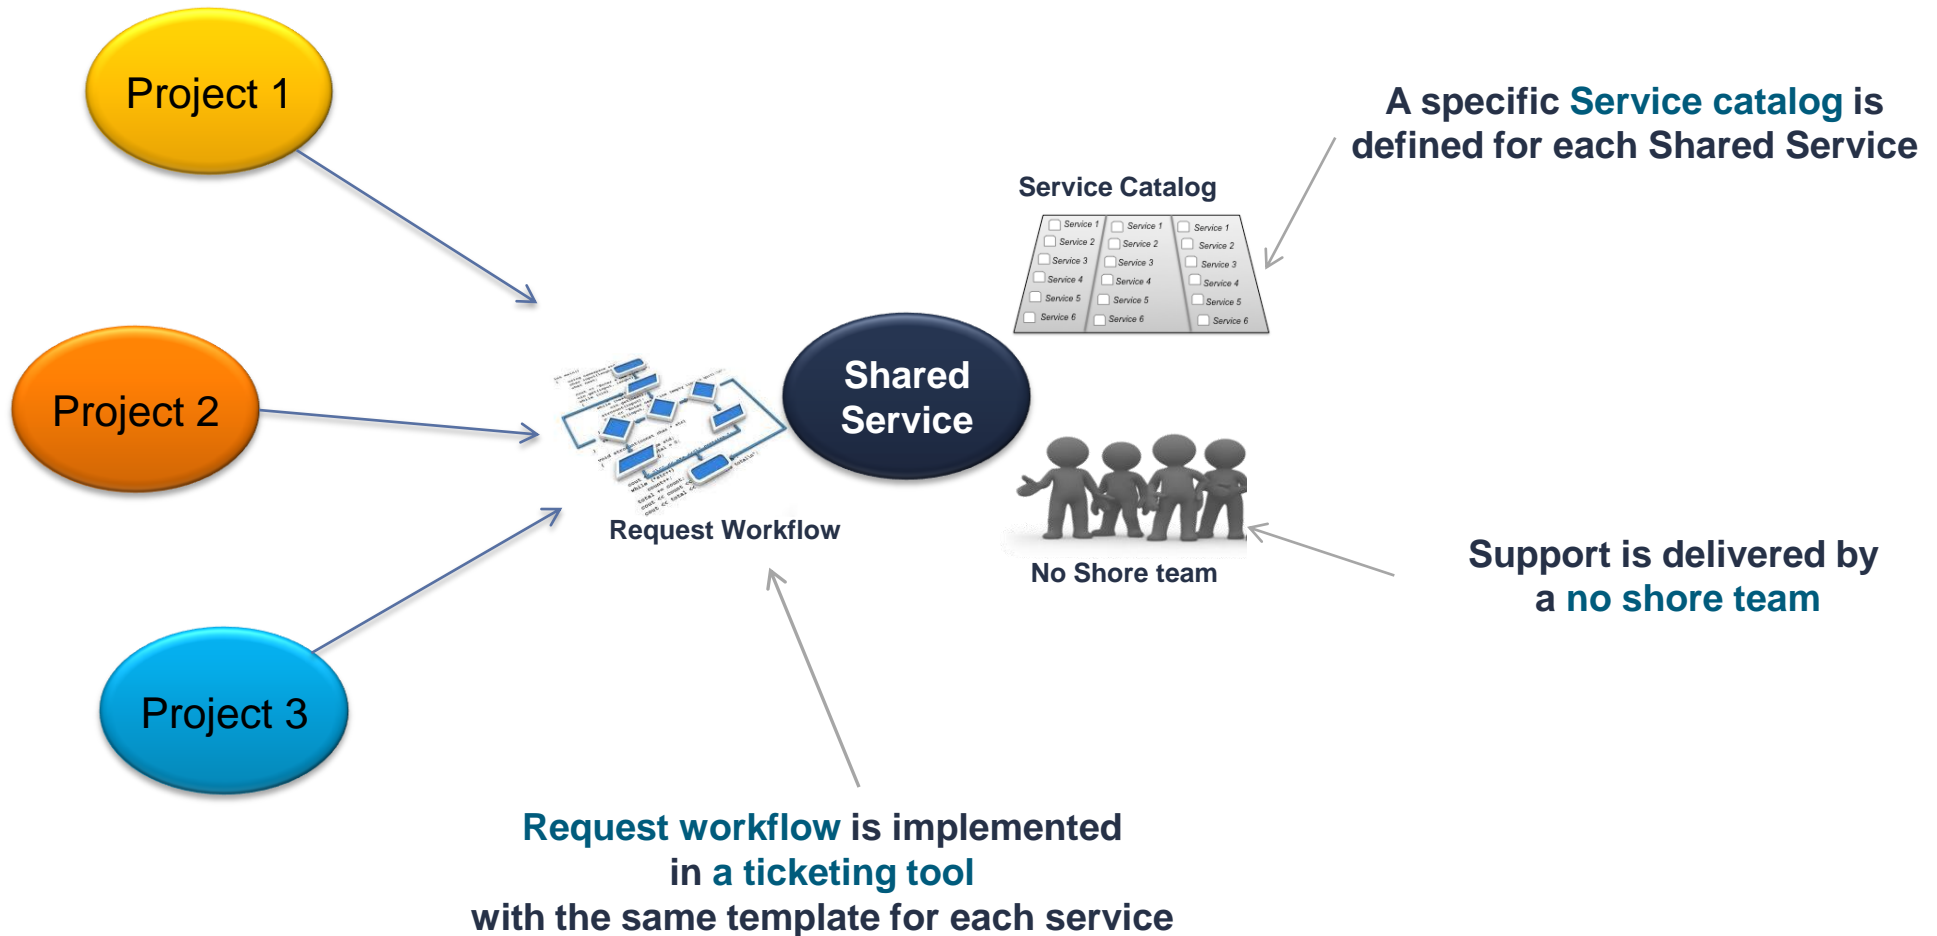 Project 1
A specific Service catalog is
defined for each Shared Service
Service Catalog
Service 1
Service 2
Service 3
Service 4
Service 5
Service 6
Service 1
Service 2
Service 3
Service 4
Service 5
Service 6
Service 1
Service 2
Service 3
Service 4
Service 5
Service 6
Project 2
Shared
Service
Request Workflow
No Shore team
Support is delivered by
a no shore team
Project 3
Request workflow is implemented
in a ticketing tool
with the same template for each service